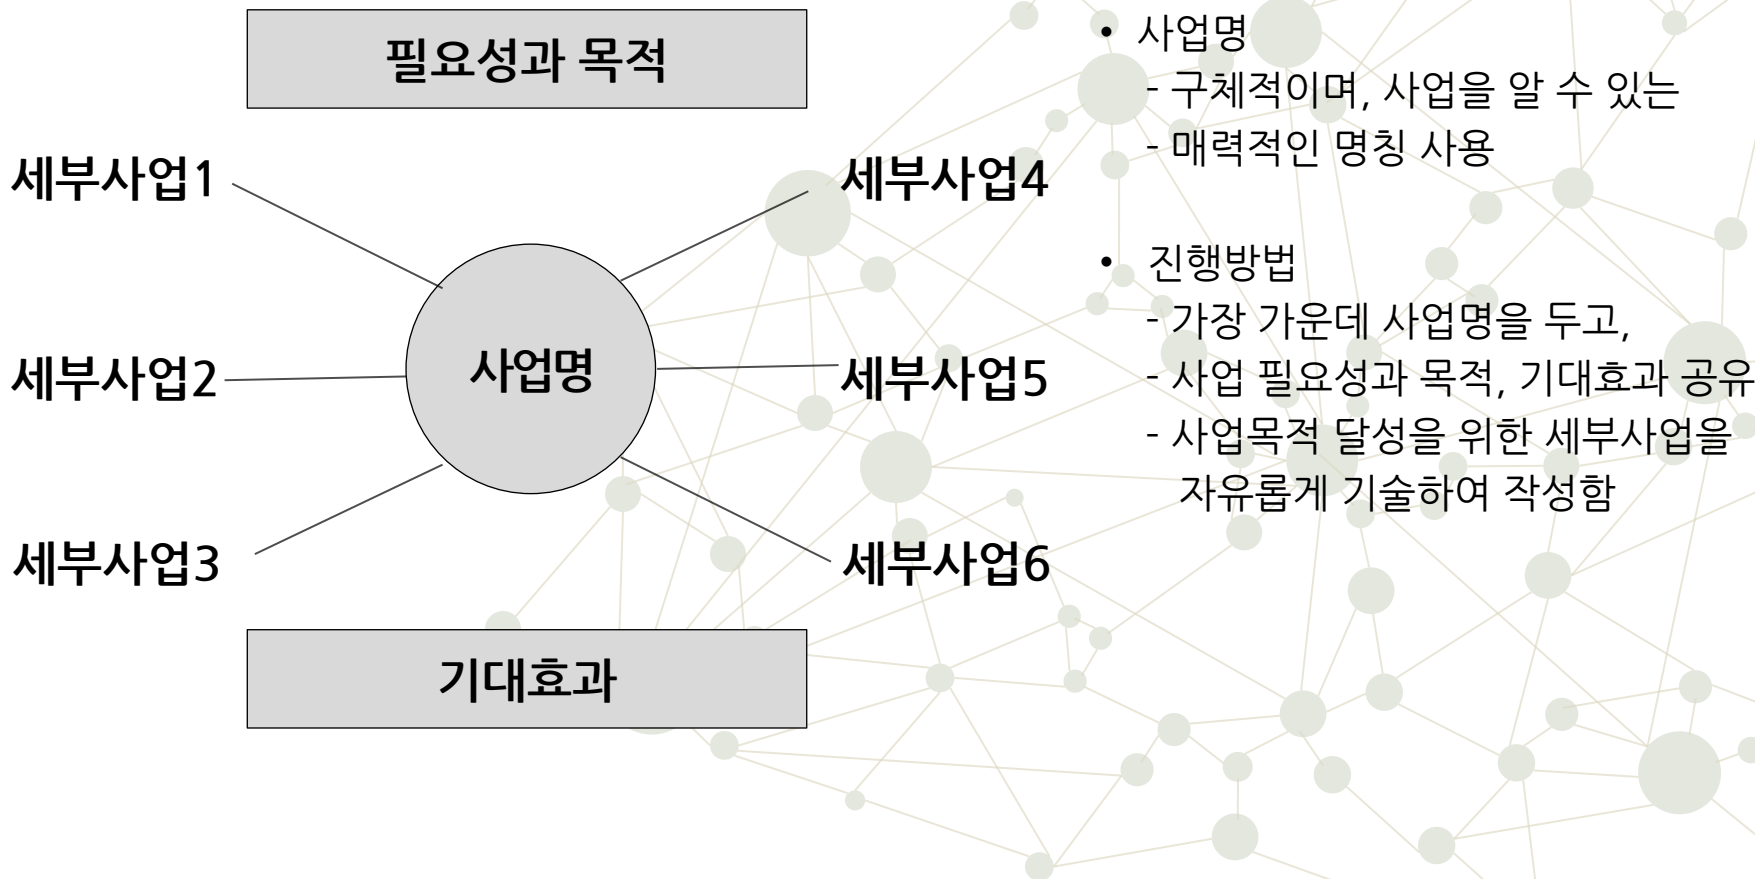 필요성과 목적
세부사업1
세부사업4
사업명
세부사업2
세부사업5
세부사업3
세부사업6
기대효과
• 사업명
- 구체적이며, 사업을 알 수 있는
- 매력적인 명칭 사용
• 진행방법
- 가장 가운데 사업명을 두고,
- 사업 필요성과 목적, 기대효과 공유
- 사업목적 달성을 위한 세부사업을
자유롭게 기술하여 작성함